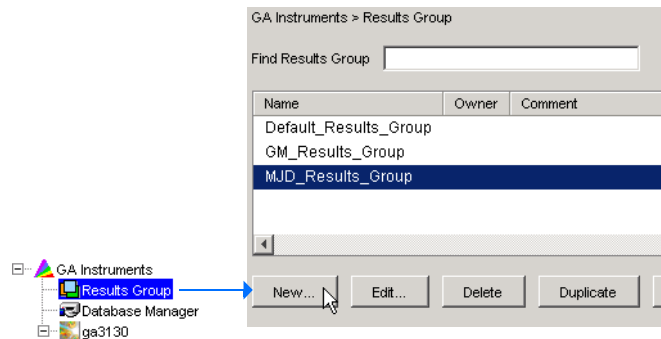 GA Instruments > Results Group
Find Results Group
Name Owner Comment
Default_Results_Group
GM_Results_Group
MJD_Results_Group
New... Edit... Delete Duplicate
GA Instruments
Results Group
Database Manager
ga3130